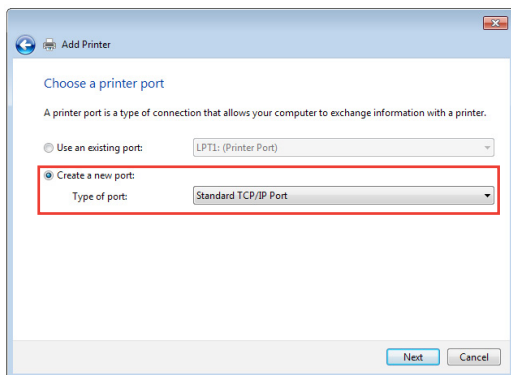 Add Printer
Choose a printer port
A printer port is a type of connection that allows your computer to exchange information with a printer.
Use an existing port: LPT1: (Printer Port)
Create a new port:
Type of port: Standard TCP/IP Port
Next Cancel